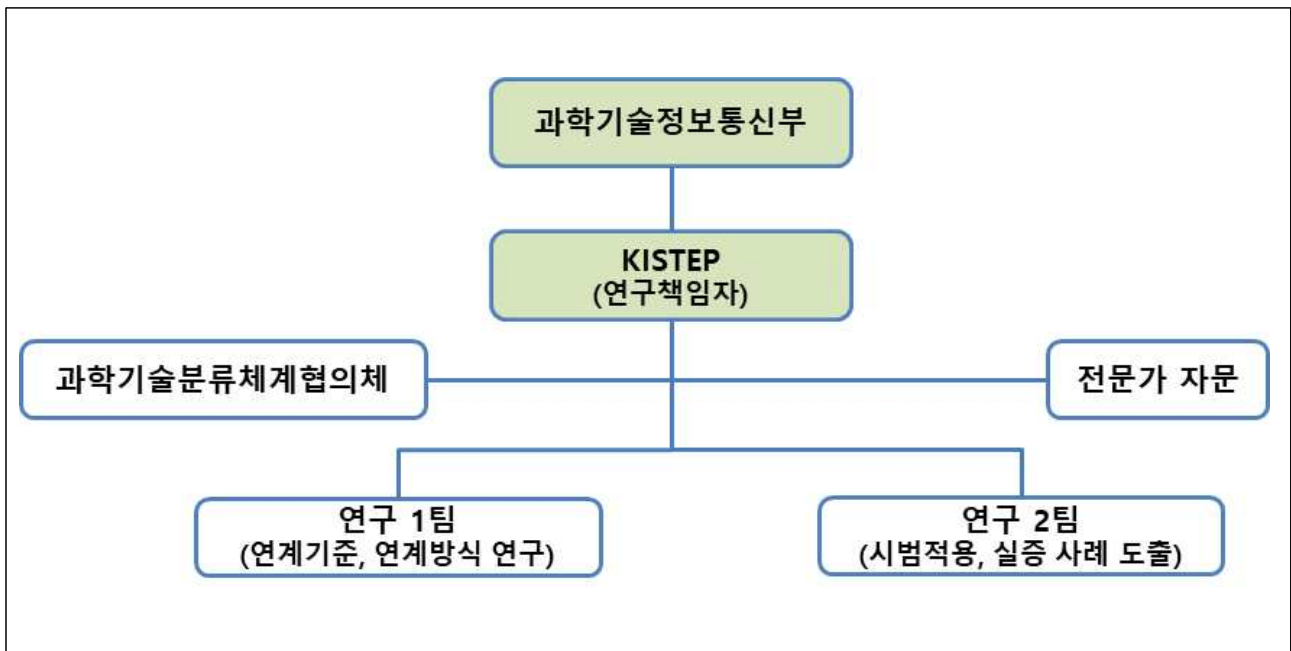 과학기술정보통신부
KISTEP
(연구책임자)
과학기술분류체계협의체
전문가 자문
연구 1팀
(연계기준, 연계방식 연구)
연구 2팀
(시범적용, 실증 사례 도출)